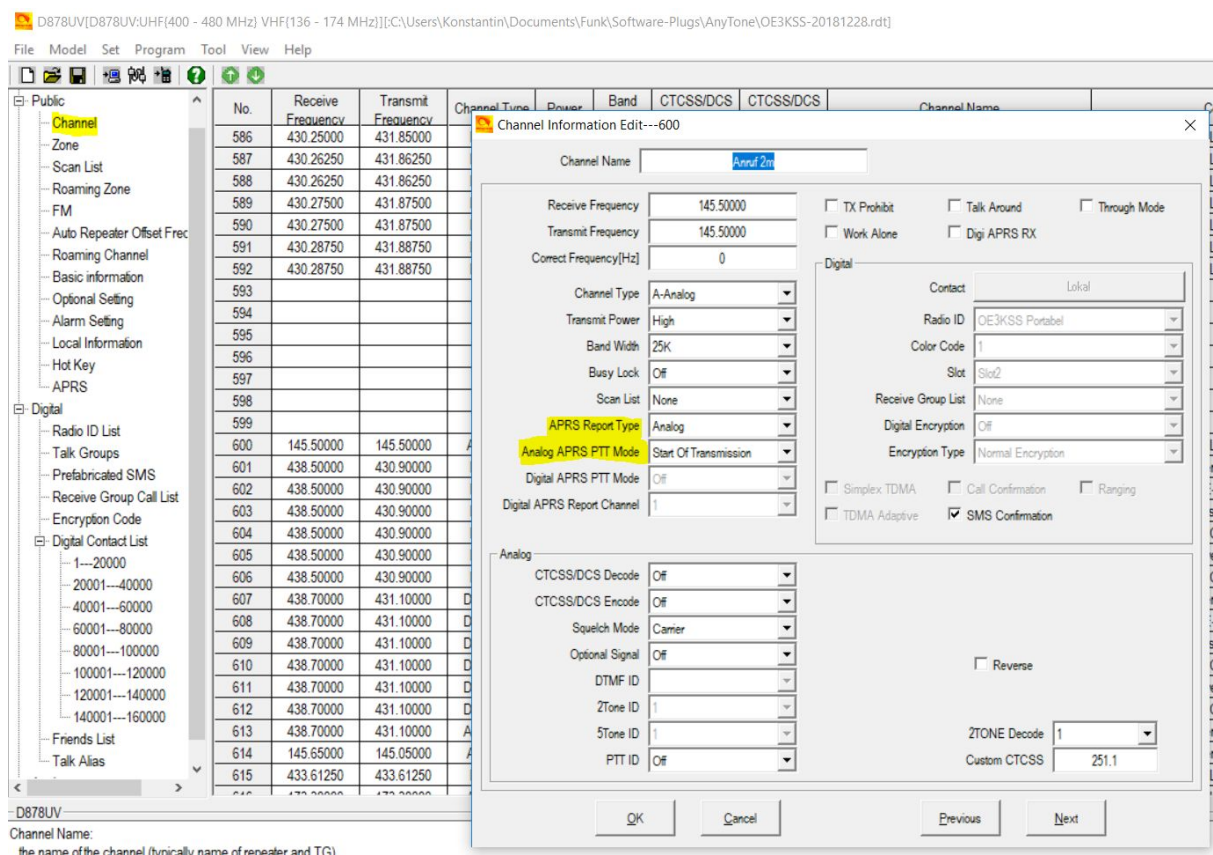 D878UV[D878UV:UHF{400 - 480 MHz} VHF{136 - 174 MHz}][:C:\Users\Konstantin\Documents\Funk\Software-Plugs\AnyTone\OE3KSS-20181228.rdt]
File Model Set Program Tool View Help
Public
Channel
Zone
Scan List
Roaming Zone
FM
Auto Repeater Offset Frec
Roaming Channel
Basic information
Optional Setting
Alarm Setting
Local Information
Hot Key
APRS
Digital
Radio ID List
Talk Groups
Prefabricated SMS
Receive Group Call List
Encryption Code
Digital Contact List
1---20000
20001---40000
40001---60000
60001---80000
80001---100000
100001---120000
120001---140000
140001---160000
Friends List
Talk Alias
No. Receive Frequency Transmit Frequency Channel Type Power Band CTCSS/DCS CTCSS/DCS Channel Name
586 430.25000 431.85000
587 430.26250 431.86250
588 430.26250 431.86250
589 430.27500 431.87500
590 430.27500 431.87500
591 430.28750 431.88750
592 430.28750 431.88750
593
594
595
596
597
598
599
600 145.50000 145.50000 A
601 438.50000 430.90000
602 438.50000 430.90000
603 438.50000 430.90000
604 438.50000 430.90000
605 438.50000 430.90000
606 438.50000 430.90000
607 438.70000 431.10000 D
608 438.70000 431.10000 D
609 438.70000 431.10000 D
610 438.70000 431.10000 D
611 438.70000 431.10000 D
612 438.70000 431.10000 D
613 438.70000 431.10000 A
614 145.65000 145.05000 A
615 433.61250 433.61250
Channel Information Edit---600
Channel Name Anruf 2m
Receive Frequency 145.50000
Transmit Frequency 145.50000
Correct Frequency[Hz] 0
Channel Type A-Analog
Transmit Power High
Band Width 25K
Busy Lock Off
Scan List None
APRS Report Type Analog
Analog APRS PTT Mode Start Of Transmission
Digital APRS PTT Mode Off
Digital APRS Report Channel 1
TX Prohibit Talk Around Through Mode
Work Alone Digi APRS RX
Digital
Contact Lokal
Radio ID OE3KSS Portabel
Color Code 1
Slot Slot2
Receive Group List None
Digital Encryption Off
Encryption Type Normal Encryption
Simplex TDMA Call Confirmation Ranging
TDMA Adaptive SMS Confirmation
Analog
CTCSS/DCS Decode Off
CTCSS/DCS Encode Off
Squelch Mode Carrier
Optional Signal Off
DTMF ID
2Tone ID 1
5Tone ID 1
PTT ID Off
Reverse
2TONE Decode 1
Custom CTCSS 251.1
OK Cancel Previous Next
D878UV
Channel Name:
the name of the channel (typically name of repeater and TG)